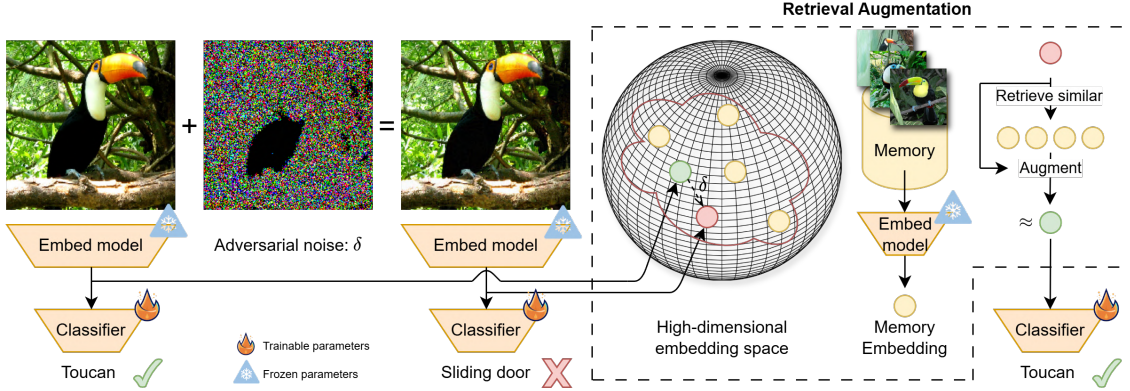 Retrieval Augmentation
+
=
Embed model
Adversarial noise: δ
Embed model
Classifier
Classifier
Toucan
Trainable parameters
Frozen parameters
Sliding door
δ
High-dimensional
embedding space
Memory
Embed
model
Memory
Embedding
Retrieve similar
Augment
≈
Classifier
Toucan